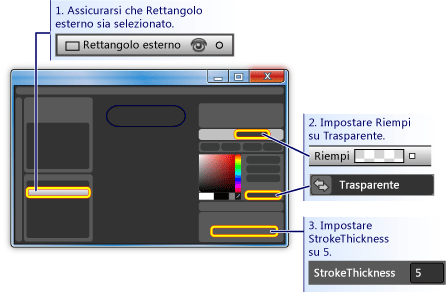 1. Assicurarsi che Rettangolo
esterno sia selezionato.
Rettangolo esterno
2. Impostare Riempi
su Trasparente.
Riempi
Trasparente
3. Impostare
StrokeThickness
su 5.
StrokeThickness 5